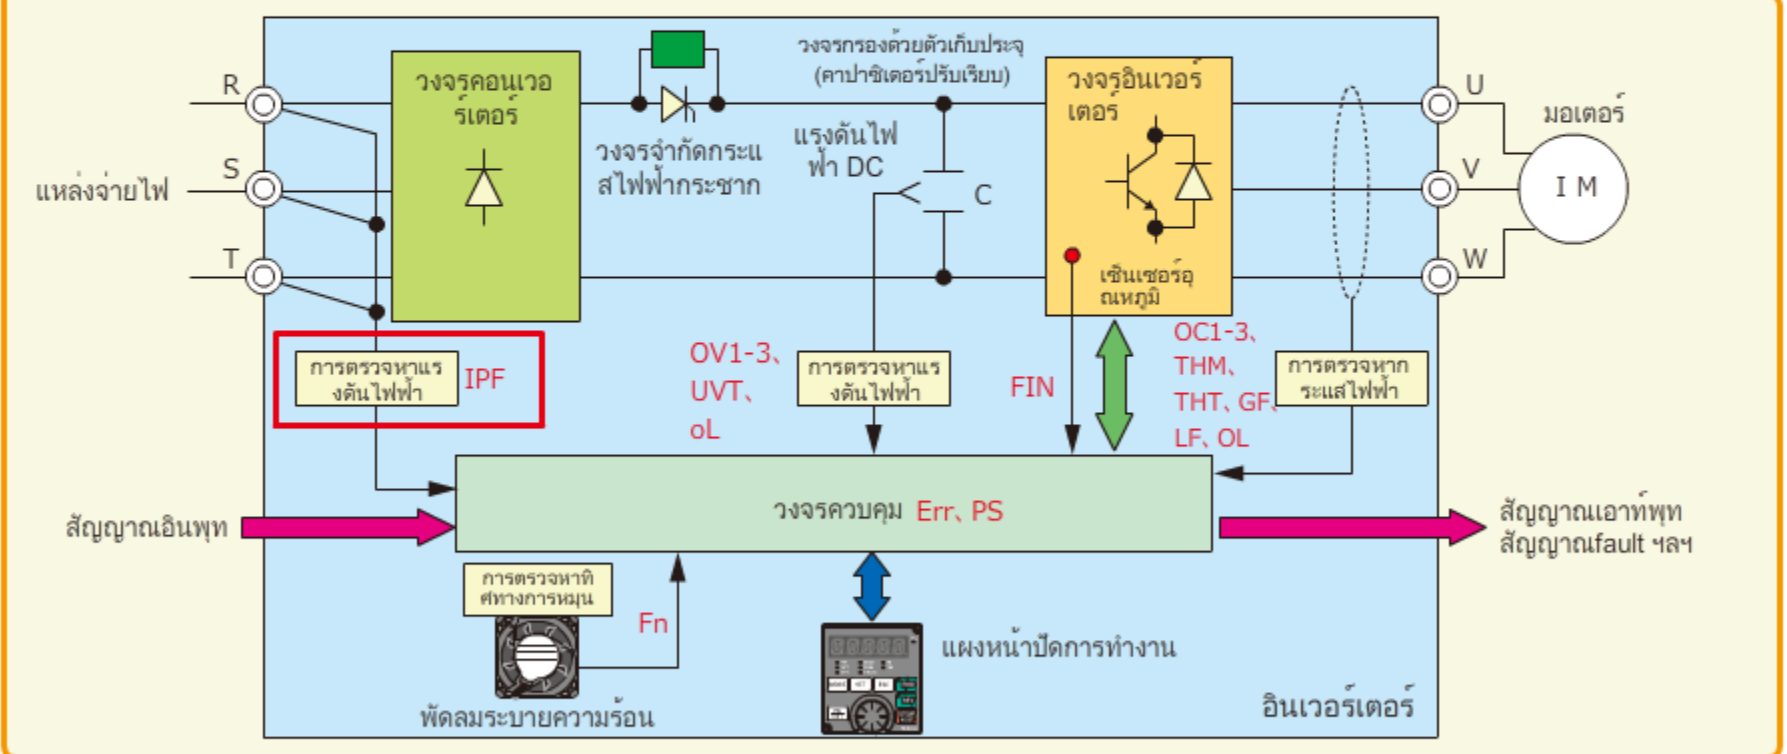 วงจรกรองด้วยตัวเก็บประจุ
(คาปาซิเตอร์ปรับเรียบ)
วงจรคอนเวอ
ร์เตอร์
วงจรอินเวอร์
เตอร์
R
S
T
แหล่งจ่ายไฟ
วงจรจำกัดกระแ
สไฟฟ้ากระชาก
แรงดันไฟ
ฟ้า DC
C
เซ็นเซอร์อุ
ณหภูมิ
U
V
W
มอเตอร์
I M
การตรวจหาแร
งดันไฟฟ้า
IPF
OV1-3、
UVT、
oL
การตรวจหาแร
งดันไฟฟ้า
FIN
OC1-3、
THM、
THT、GF、
LF、OL
การตรวจหาก
ระแสไฟฟ้า
สัญญาณอินพุท
วงจรควบคุม Err、PS
สัญญาณเอาท์พุท
สัญญาณfault ฯลฯ
การตรวจหาทิ
ศทางการหมุน
Fn
พัดลมระบายความร้อน
แผงหน้าปัดการทำงาน
อินเวอร์เตอร์